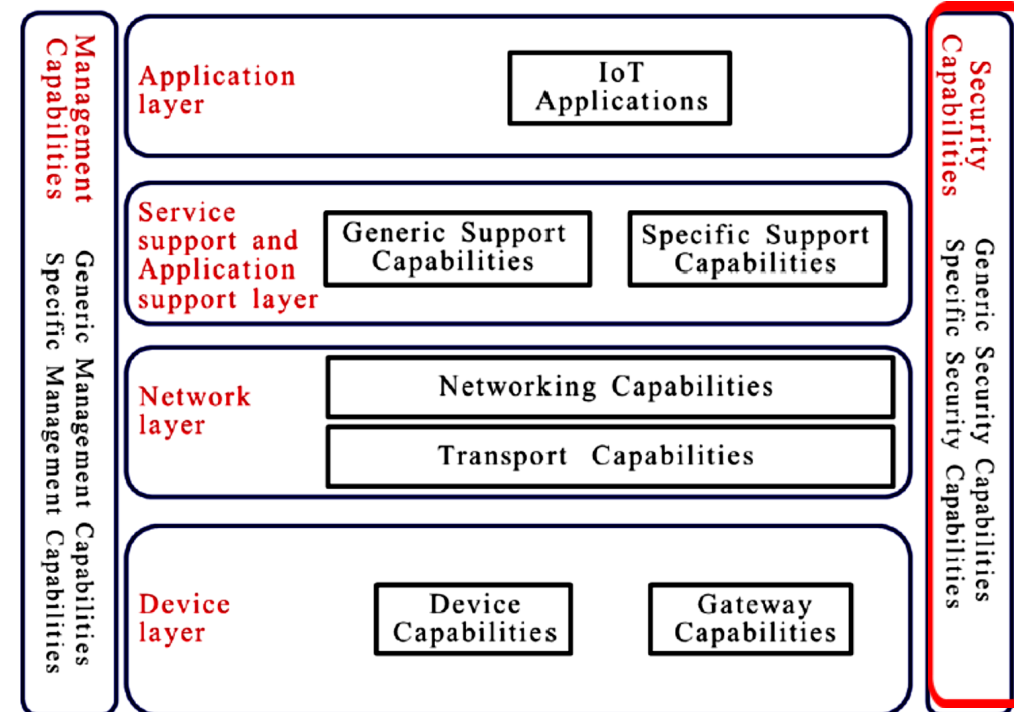 Management
Capabilities
Generic Management Capabilities
Specific Management Capabilities
Application
layer
IoT
Applications
Service
support and
Application
support layer
Generic Support
Capabilities
Specific Support
Capabilities
Network
layer
Networking Capabilities
Transport Capabilities
Device
layer
Device
Capabilities
Gateway
Capabilities
Security
Capabilities
Generic Security Capabilities
Specific Security Capabilities